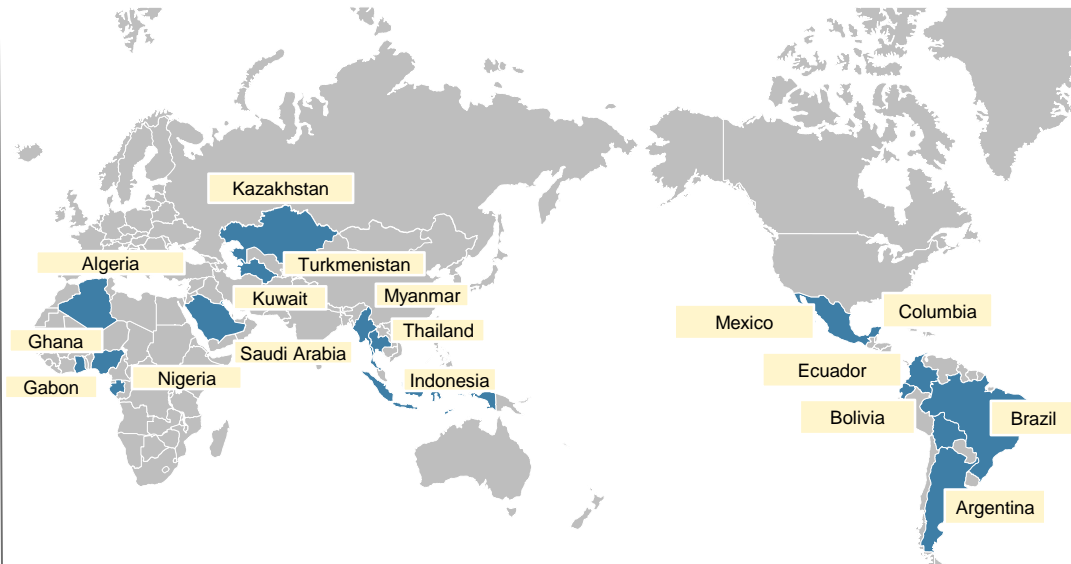 Kazakhstan
Algeria
Turkmenistan
Kuwait
Myanmar
Ghana
Thailand
Saudi Arabia
Gabon
Nigeria
Indonesia
Mexico
Columbia
Ecuador
Bolivia
Brazil
Argentina